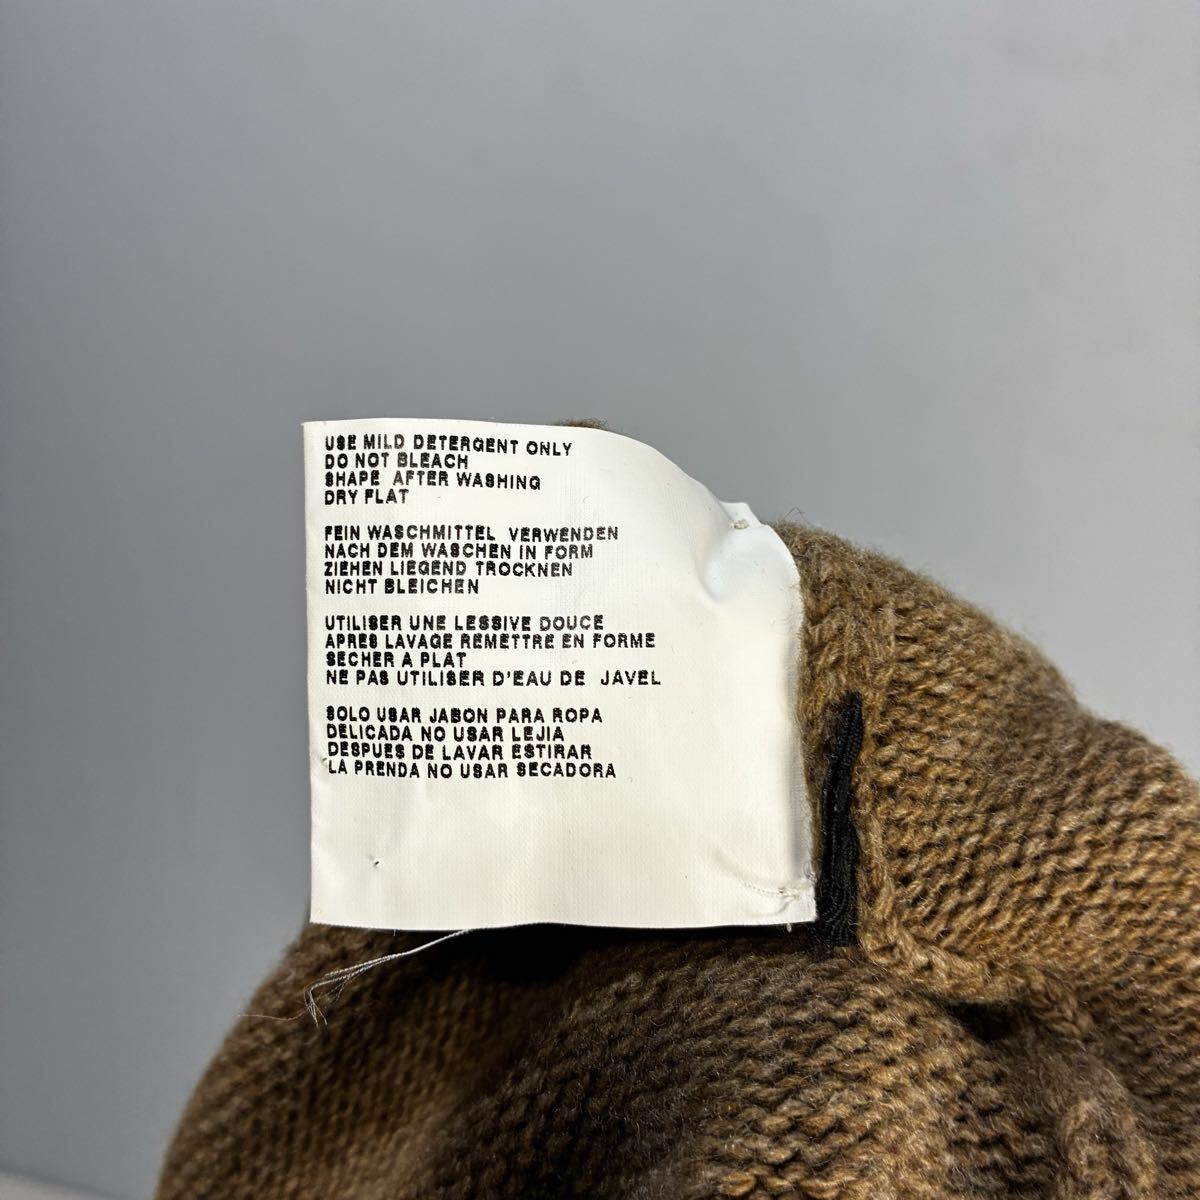 USE MILD DETERGENT ONLY
DO NOT BLEACH
SHAPE AFTER WASHING
DRY FLAT
FEIN WASCHMITTEL VERWENDEN
NACH DEM WASCHEN IN FORM
ZIEHEN LIEGEND TROCKNEN
NICHT BLEICHEN
UTILISER UNE LESSIVE DOUCE
APRES LAVAGE REMETTRE EN FORME
SECHER A PLAT
NE PAS UTILISER D'EAU DE JAVEL
SOLO USAR JABON PARA ROPA
DELICADA NO USAR LEJIA
DESPUES DE LAVAR ESTIRAR
LA PRENDA NO USAR SECADORA